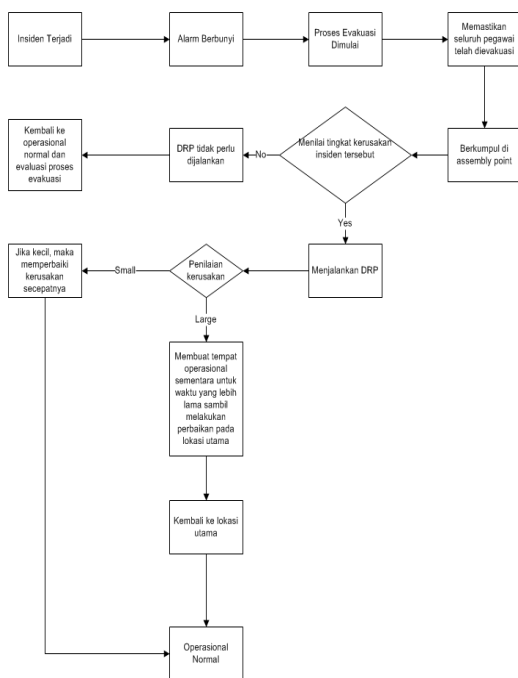 Insiden Terjadi
Alarm Berbunyi
Proses Evakuasi
Dimulai
Memastikan
seluruh pegawai
telah dievakuasi
Berkumpul di
assembly point
Menilai tingkat kerusakan
insiden tersebut
No
DRP tidak perlu
dijalankan
Kembali ke
operasional
normal dan
evaluasi proses
evakuasi
Yes
Menjalankan DRP
Penilaian
kerusakan
Small
Jika kecil, maka
memperbaiki
kerusakan
secepatnya
Large
Membuat tempat
operasional
sementara untuk
waktu yang lebih
lama sambil
melakukan
perbaikan pada
lokasi utama
Kembali ke lokasi
utama
Operasional
Normal